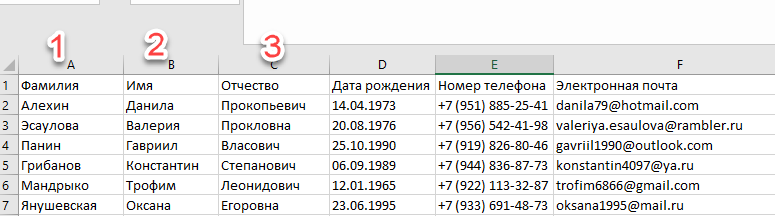 1 2 3
A B C D E F
1 Фамилия Имя Отчество Дата рождения Номер телефона Электронная почта
2 Алехин Данила Прокопьевич 14.04.1973 +7 (951) 885-25-41 danila79@hotmail.com
3 Эсаулова Валерия Прокловна 20.08.1976 +7 (956) 542-41-98 valeriya.esaulova@rambler.ru
4 Панин Гавриил Власович 25.10.1990 +7 (919) 826-80-46 gavriil1990@outlook.com
5 Грибанов Константин Степанович 06.09.1989 +7 (944) 836-87-73 konstantin4097@ya.ru
6 Мандрыко Трофим Леонидович 12.01.1965 +7 (922) 113-32-87 trofim6866@gmail.com
7 Янушевская Оксана Егоровна 23.06.1995 +7 (933) 691-48-73 oksana1995@mail.ru